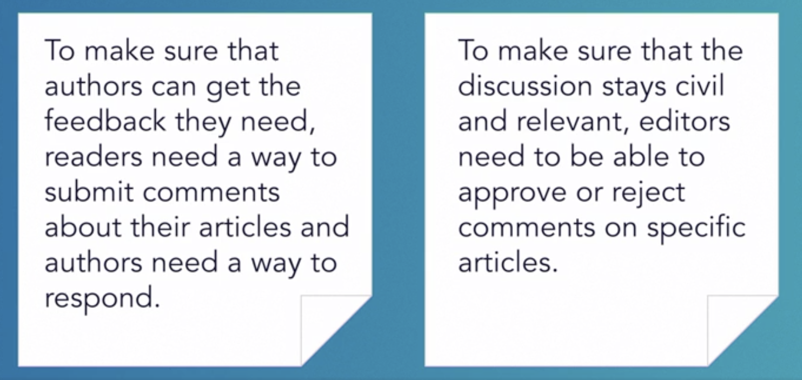 To make sure that
authors can get the
feedback they need,
readers need a way to
submit comments
about their articles and
authors need a way to
respond.
To make sure that the
discussion stays civil
and relevant, editors
need to be able to
approve or reject
comments on specific
articles.